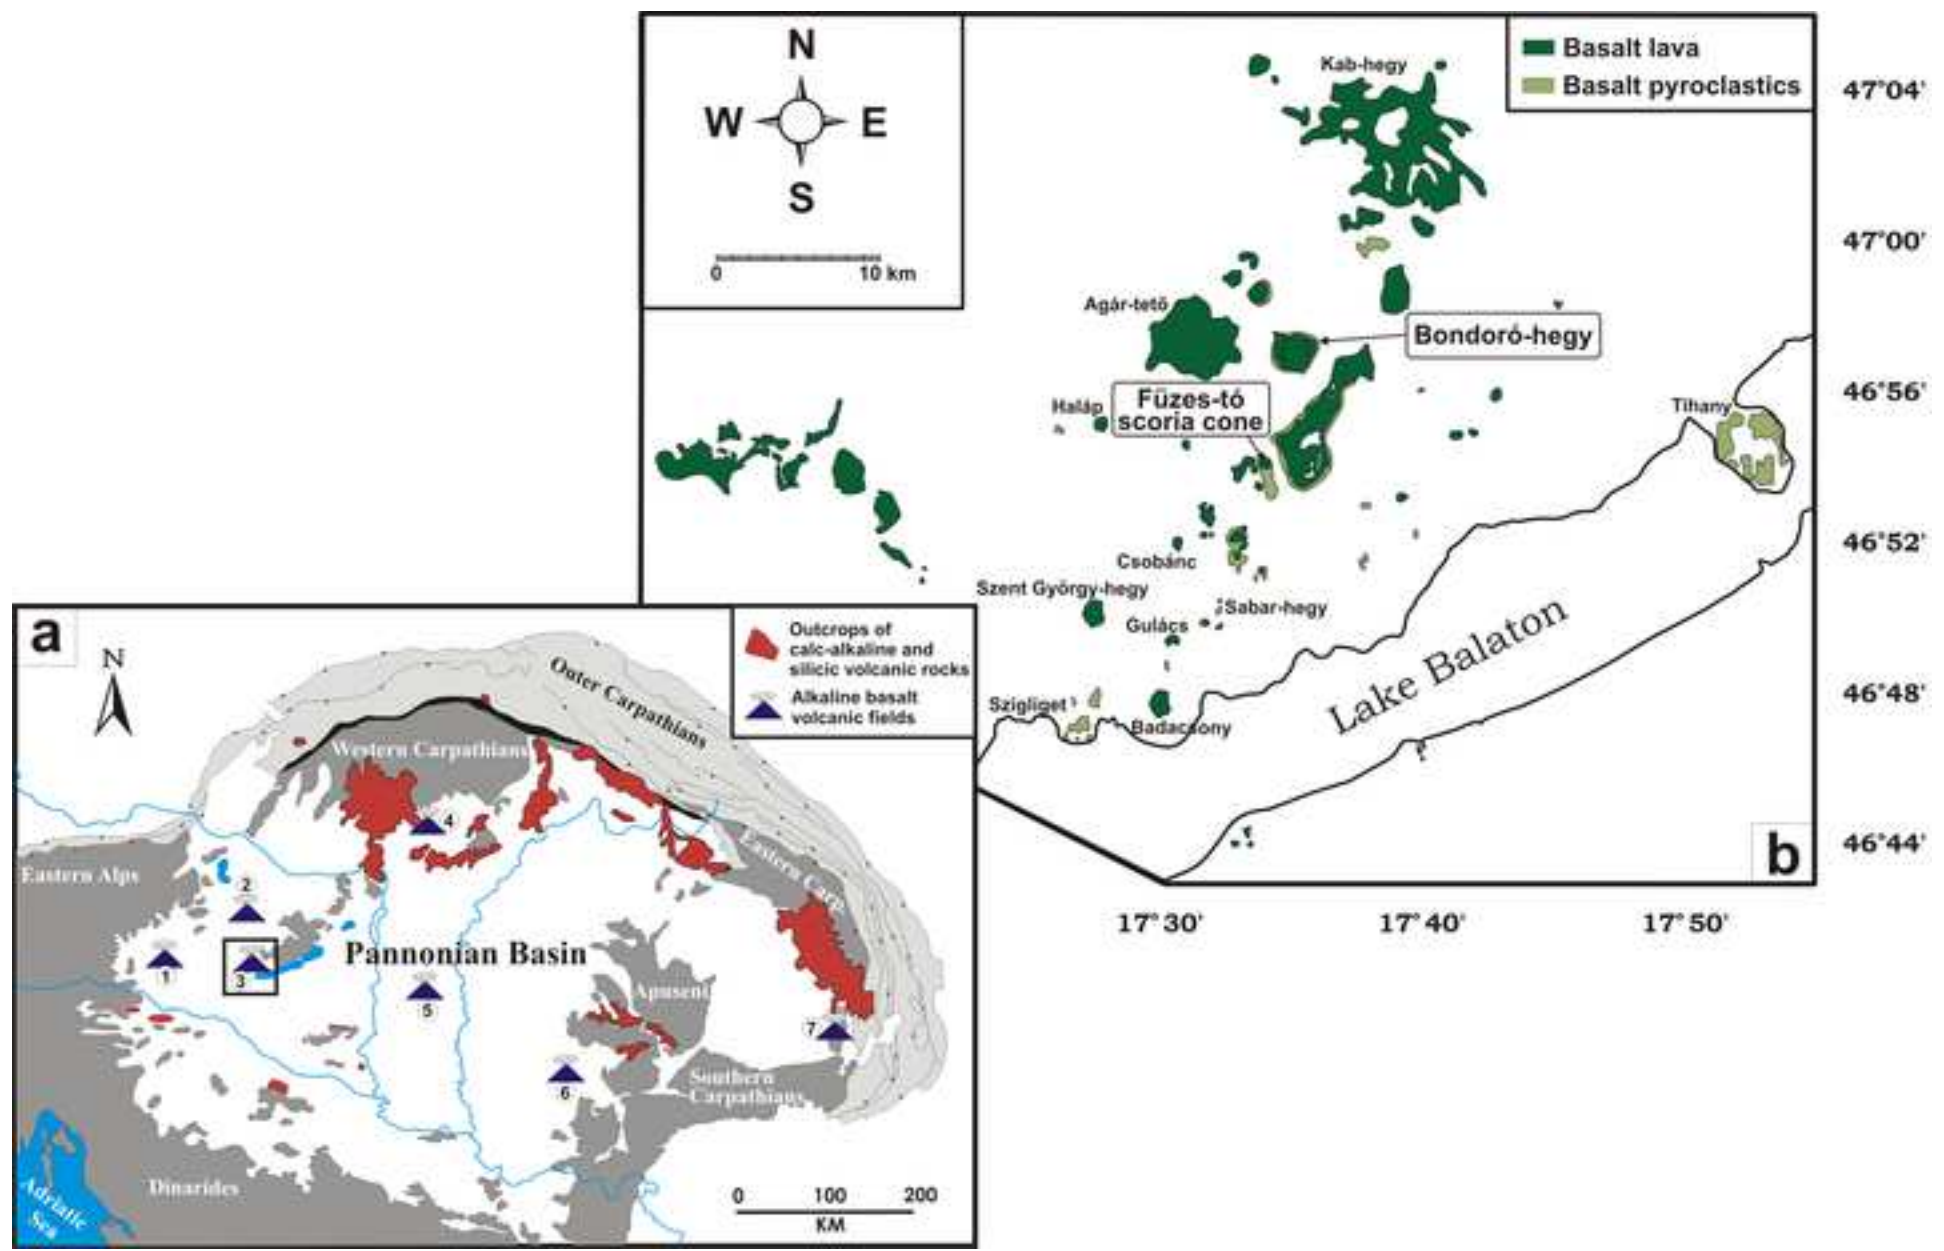 N
W
E
S
0
10 km
Basalt lava
Basalt pyroclastics
Kab-hegy
47°04'
47°00'
Agár-tető
Bondoró-hegy
46°56'
Haláp
Füzes-tó
scoria cone
Tihany
46°52'
Csobánc
Szent György-hegy
Sabar-hegy
Gulács
Lake Balaton
46°48'
Szigliget
Badacsony
b
46°44'
17°30'
17°40'
17°50'
a
N
Outcrops of
calc-alkaline and
silicic volcanic rocks
Alkaline basalt
volcanic fields
Outer Carpathians
Western Carpathians
4
Eastern Alps
Eastern Carp.
2
Pannonian Basin
1
3
5
Apuseni
7
6
Southern
Carpathians
Dinarides
Adriatic
Sea
0
100
200
KM